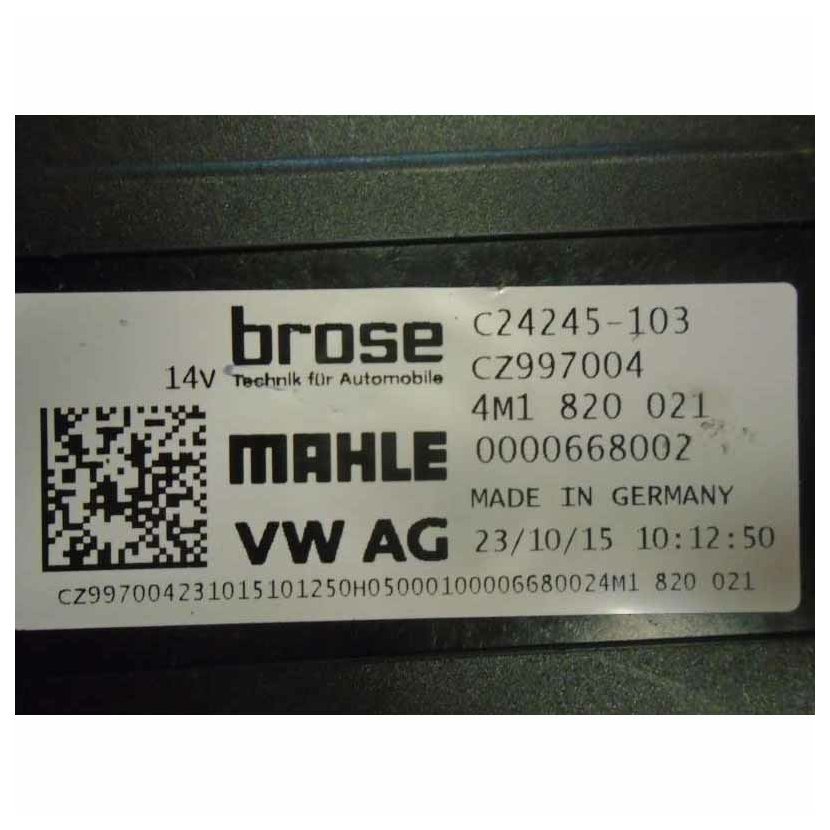 brose
Technik für Automobile
14V
MAHLE
VW AG
C24245-103
CZ997004
4M1 820 021
0000668002
MADE IN GERMANY
23/10/15 10:12:50
CZ997004231015101250H05000100006680024M1 820 021